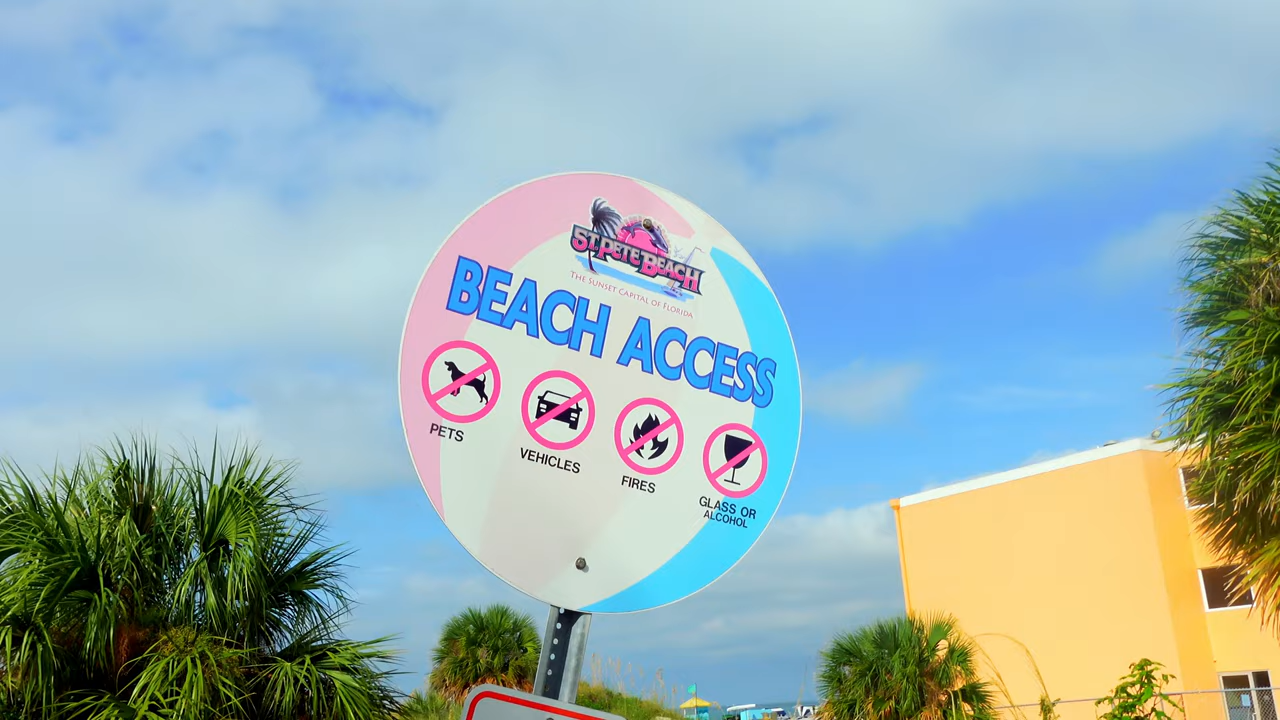 ST. PETE BEACH
THE SUNSET CAPITAL OF FLORIDA
BEACH ACCESS
PETS
VEHICLES
FIRES
GLASS OR
ALCOHOL